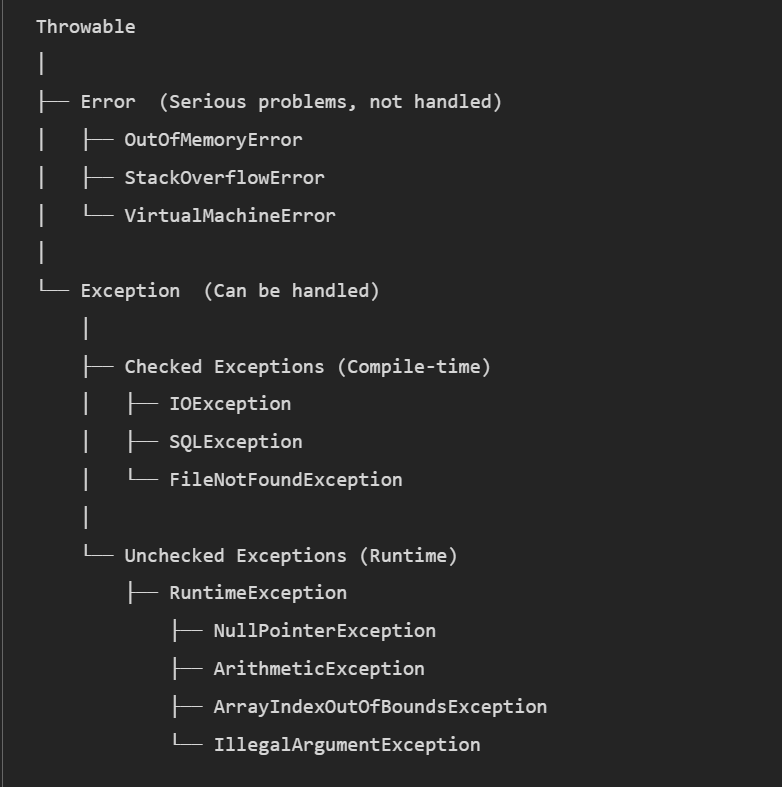 Throwable
│
├── Error  (Serious problems, not handled)
│   ├── OutOfMemoryError
│   ├── StackOverflowError
│   └── VirtualMachineError
│
└── Exception  (Can be handled)
    │
    ├── Checked Exceptions (Compile-time)
    │   ├── IOException
    │   ├── SQLException
    │   └── FileNotFoundException
    │
    └── Unchecked Exceptions (Runtime)
        ├── RuntimeException
            ├── NullPointerException
            ├── ArithmeticException
            ├── ArrayIndexOutOfBoundsException
            └── IllegalArgumentException